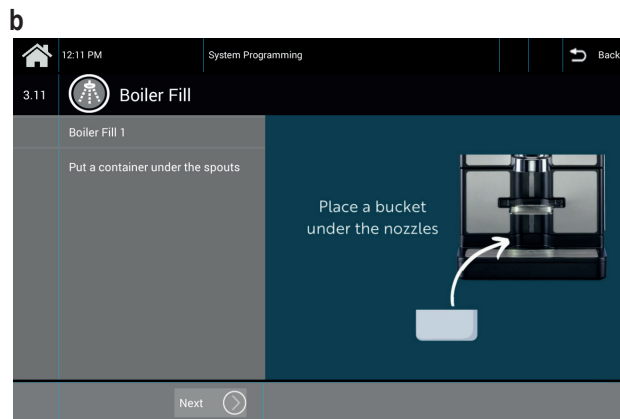 b
12:11 PM System Programming Back
3.11 Boiler Fill
Boiler Fill 1
Put a container under the spouts
Place a bucket
under the nozzles
Next